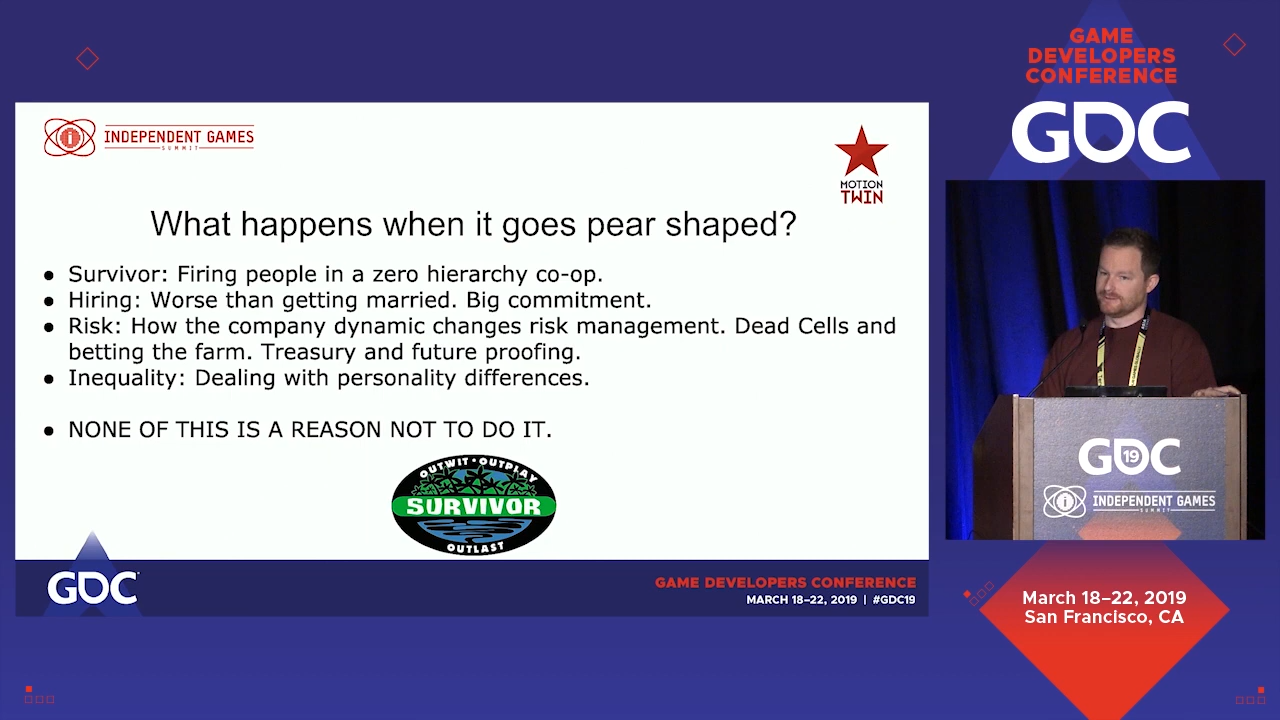 GAME
DEVELOPERS
CONFERENCE
GDC
INDEPENDENT GAMES
SUMMIT
MOTION
TWIN
What happens when it goes pear shaped?
● Survivor: Firing people in a zero hierarchy co-op.
● Hiring: Worse than getting married. Big commitment.
● Risk: How the company dynamic changes risk management. Dead Cells and
betting the farm. Treasury and future proofing.
● Inequality: Dealing with personality differences.
● NONE OF THIS IS A REASON NOT TO DO IT.
OUTWIT • OUTPLAY
SURVIVOR
OUTLAST
GDC
GAME DEVELOPERS CONFERENCE
MARCH 18–22, 2019 | #GDC19
GDC
19
INDEPENDENT GAMES
SUMMIT
March 18–22, 2019
San Francisco, CA